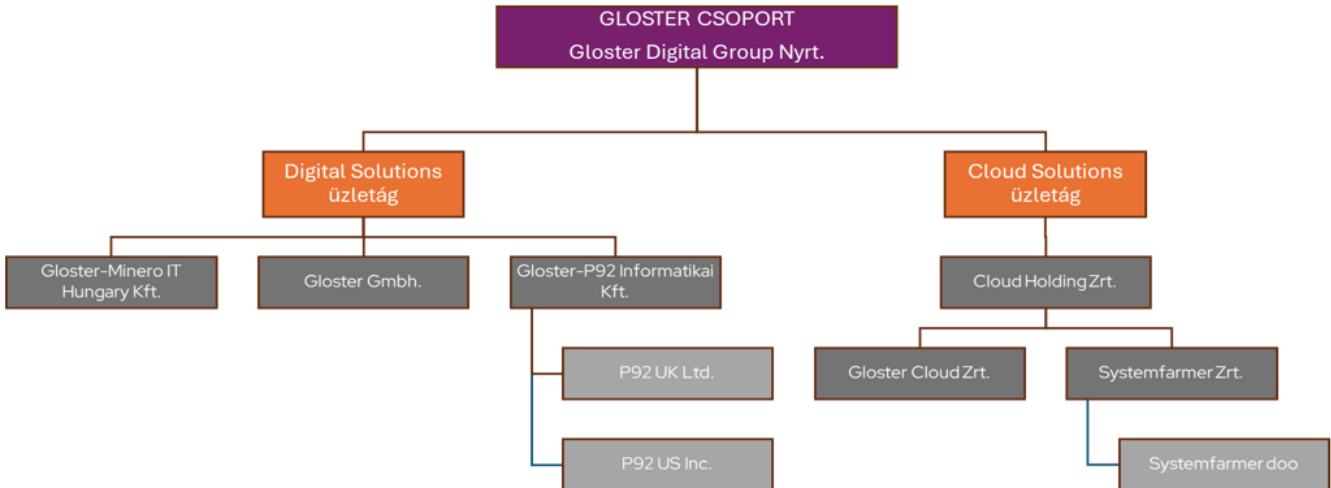 GLOSTER CSOPORT
Gloster Digital Group Nyrt.
Digital Solutions
üzletág
Cloud Solutions
üzletág
Gloster-Minero IT
Hungary Kft.
Gloster Gmbh.
Gloster-P92 Informatikai
Kft.
Cloud Holding Zrt.
P92 UK Ltd.
Gloster Cloud Zrt.
Systemfarmer Zrt.
P92 US Inc.
Systemfarmer doo